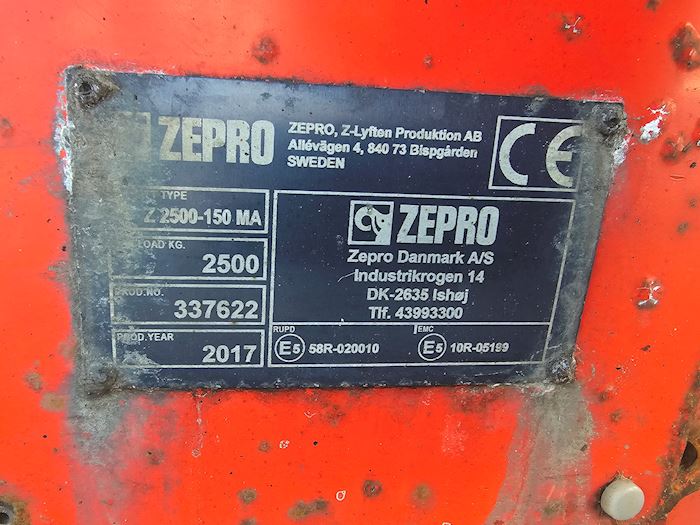 ZEPRO
ZEPRO, Z-Lyften Produktion AB
Allévägen 4, 840 73 Bispgården
SWEDEN
CE
TYPE
Z 2500-150 MA
LOAD KG.
2500
PROD.NO.
337622
PROD.YEAR
2017
ZEPRO
Zepro Danmark A/S
Industrikrogen 14
DK-2635 Ishøj
Tlf. 43993300
RUPD
E5 58R-020010
EMC
E5 10R-05199